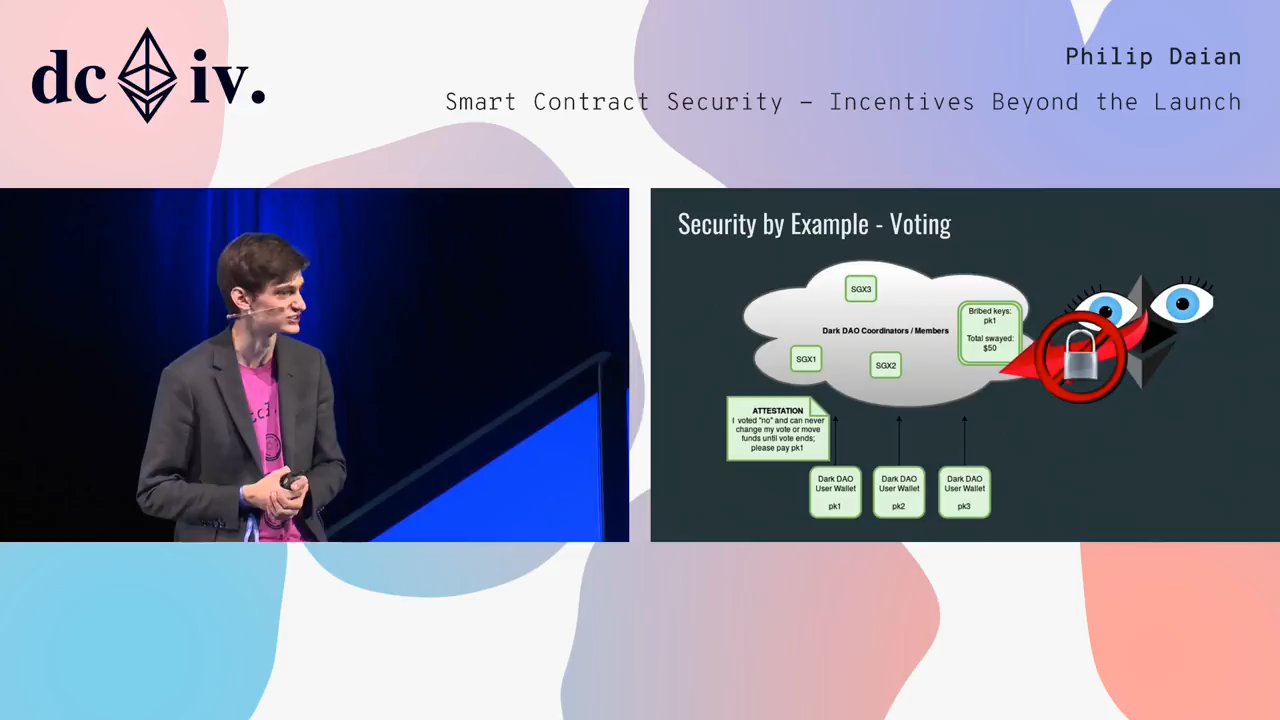 dc iv.
Philip Daian
Smart Contract Security – Incentives Beyond the Launch
Security by Example - Voting
SGX3
Dark DAO Coordinators / Members
Bribed keys:
pk1
Total swayed:
$50
SGX1
SGX2
ATTESTATION
I voted "no" and can never
change my vote or move
funds until vote ends;
please pay pk1
Dark DAO
User Wallet
pk1
Dark DAO
User Wallet
pk2
Dark DAO
User Wallet
pk3